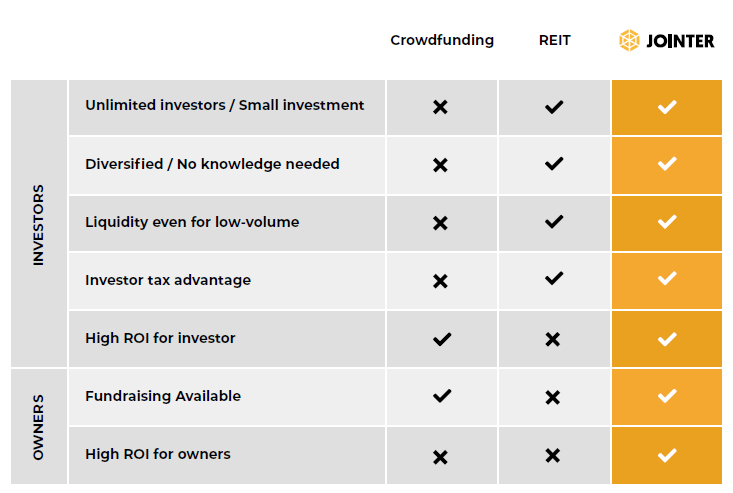 Crowdfunding REIT JOINTER
INVESTORS
Unlimited investors / Small investment
Diversified / No knowledge needed
Liquidity even for low-volume
Investor tax advantage
High ROI for investor
OWNERS
Fundraising Available
High ROI for owners